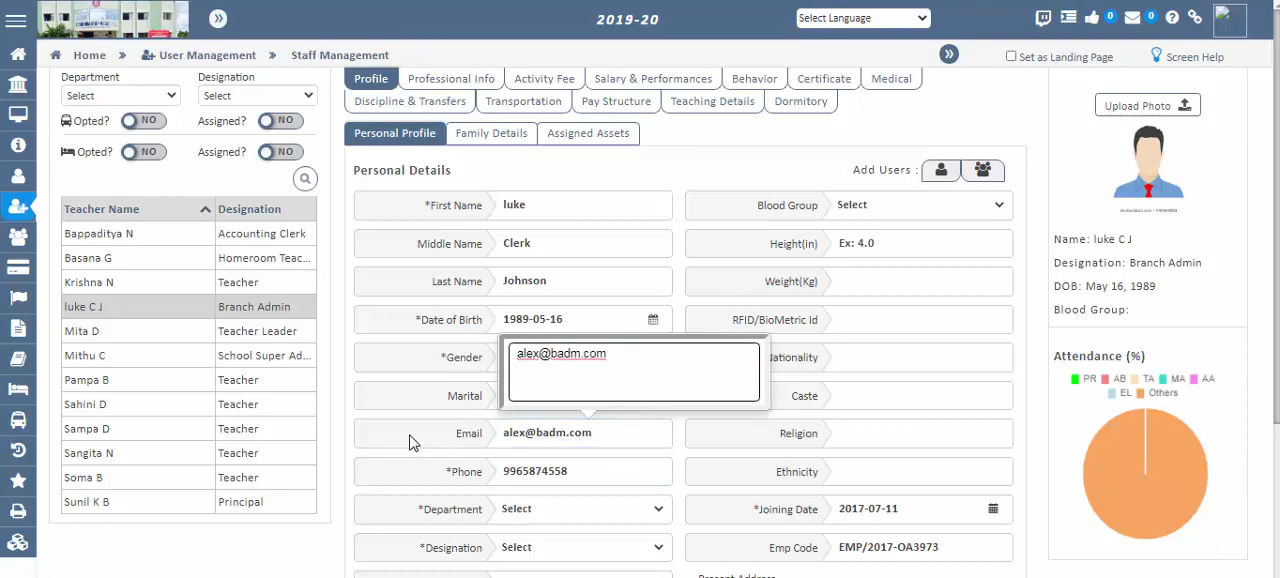 2019-20
Select Language
0
0
Home » User Management » Staff Management
Set as Landing Page
Screen Help
Department
Designation
Select
Select
Opted? NO
Assigned? NO
Opted? NO
Assigned? NO
Teacher Name Designation
Bappaditya N Accounting Clerk
Basana G Homeroom Teac...
Krishna N Teacher
luke C J Branch Admin
Mita D Teacher Leader
Mithu C School Super Ad...
Pampa B Teacher
Sahini D Teacher
Sampa D Teacher
Sangita N Teacher
Soma B Teacher
Sunil K B Principal
Profile Professional Info Activity Fee Salary & Performances Behavior Certificate Medical
Discipline & Transfers Transportation Pay Structure Teaching Details Dormitory
Personal Profile Family Details Assigned Assets
Personal Details
Add Users :
*First Name luke
Blood Group Select
Middle Name Clerk
Height(in) Ex: 4.0
Last Name Johnson
Weight(Kg)
*Date of Birth 1989-05-16
RFID/BioMetric Id
*Gender
Nationality
alex@badm.com
Marital
Caste
Email alex@badm.com
Religion
*Phone 9965874558
Ethnicity
*Department Select
*Joining Date 2017-07-11
*Designation Select
Emp Code EMP/2017-OA3973
Present Address
Upload Photo
Name: luke C J
Designation: Branch Admin
DOB: May 16, 1989
Blood Group:
Attendance (%)
PR AB TA MA AA
EL Others